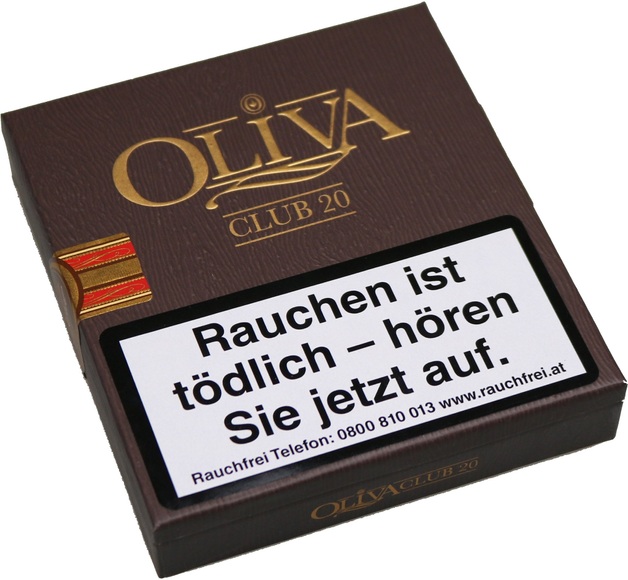 OLIVA
CLUB 20
Rauchen ist
tödlich – hören
Sie jetzt auf.
Rauchfrei Telefon: 0800 810 013 www.rauchfrei.at
OLIVA CLUB 20